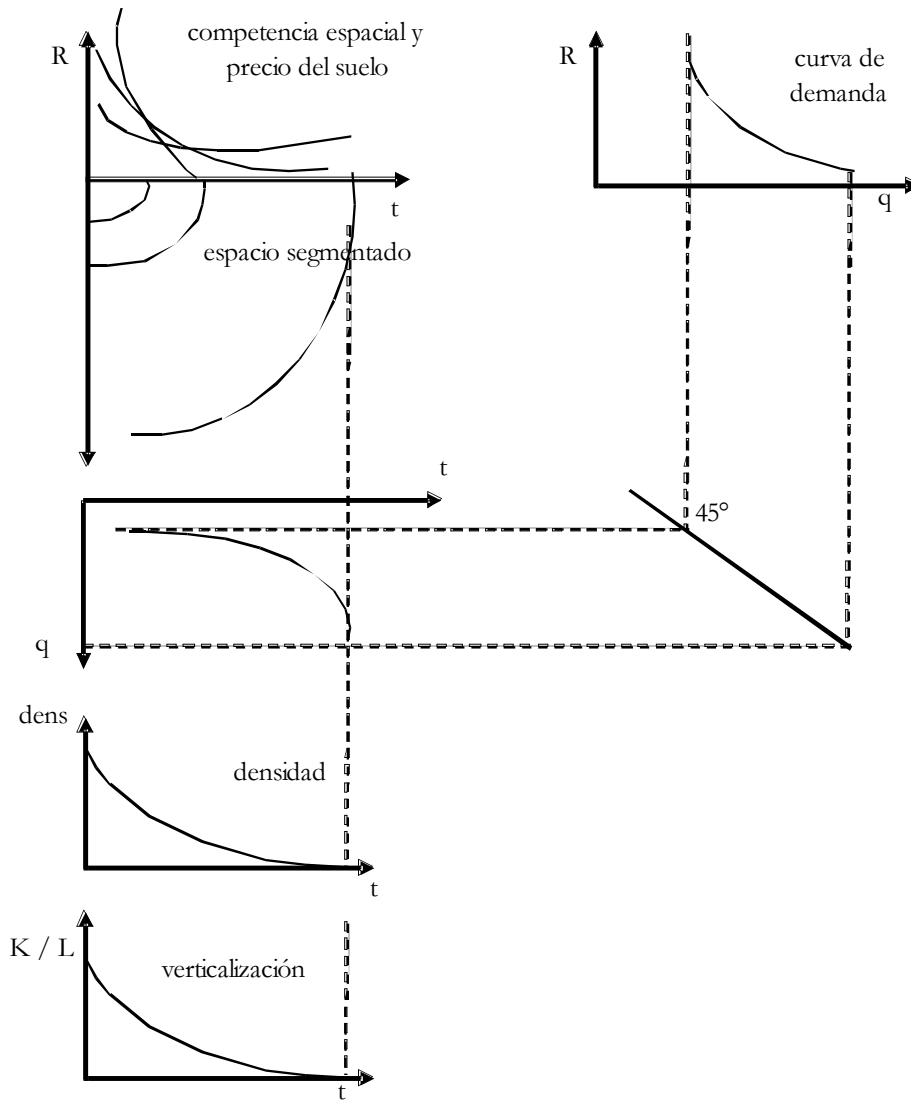 competencia espacial y
precio del suelo
R
t
espacio segmentado
R
curva de
demanda
q
t
q
45°
dens
densidad
t
K / L
verticalización
t